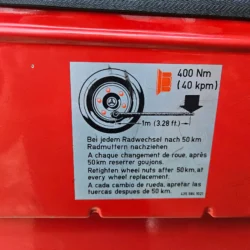 400 Nm
(40 kpm)
1m (3.28 ft.)
Bei jedem Radwechsel nach 50 km
Radmuttern nachziehen
A chaque changement de roue, après
50 km reserrer goujons.
Retighten wheel nuts after 50 km, at
every wheel replacement.
A cada cambio de rueda, apretar las
tuercas despues de 50 km.